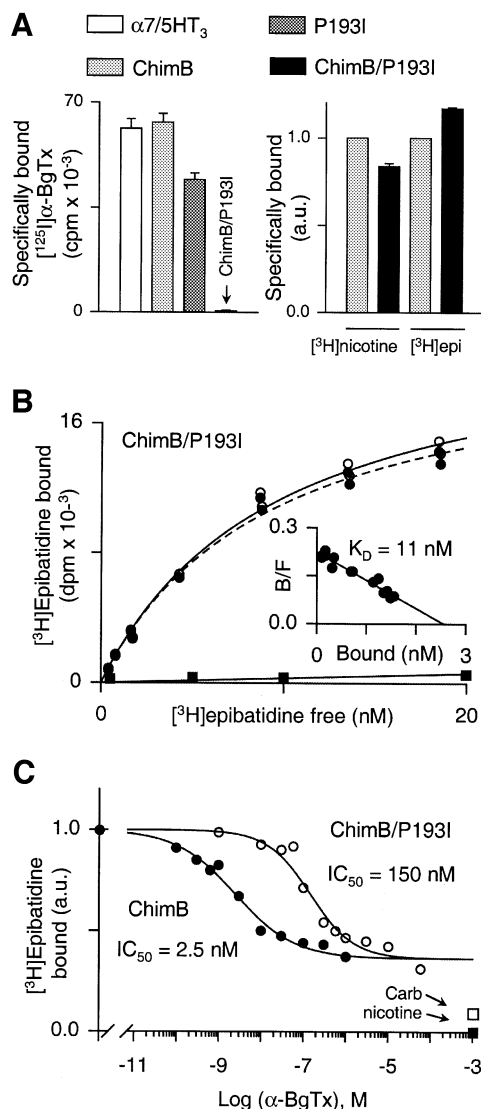 A
α7/5HT3
P193I
ChimB
ChimB/P193I
Specifically bound
[125I]α-BgTx
(cpm x 10-3)
70
0
ChimB/P193I
Specifically bound
(a.u.)
1.0
0.0
[3H]nicotine
[3H]epi
B
ChimB/P193I
[3H]Epibatidine bound
(dpm x 10-3)
16
0
B/F
0.3
0.0
KD = 11 nM
0
Bound (nM)
3
0
[3H]epibatidine free (nM)
20
C
[3H]Epibatidine
bound (a.u.)
1.0
0.0
ChimB/P193I
IC50 = 150 nM
ChimB
IC50 = 2.5 nM
Carb
nicotine
-11 -9 -7 -5 -3
Log (α-BgTx), M